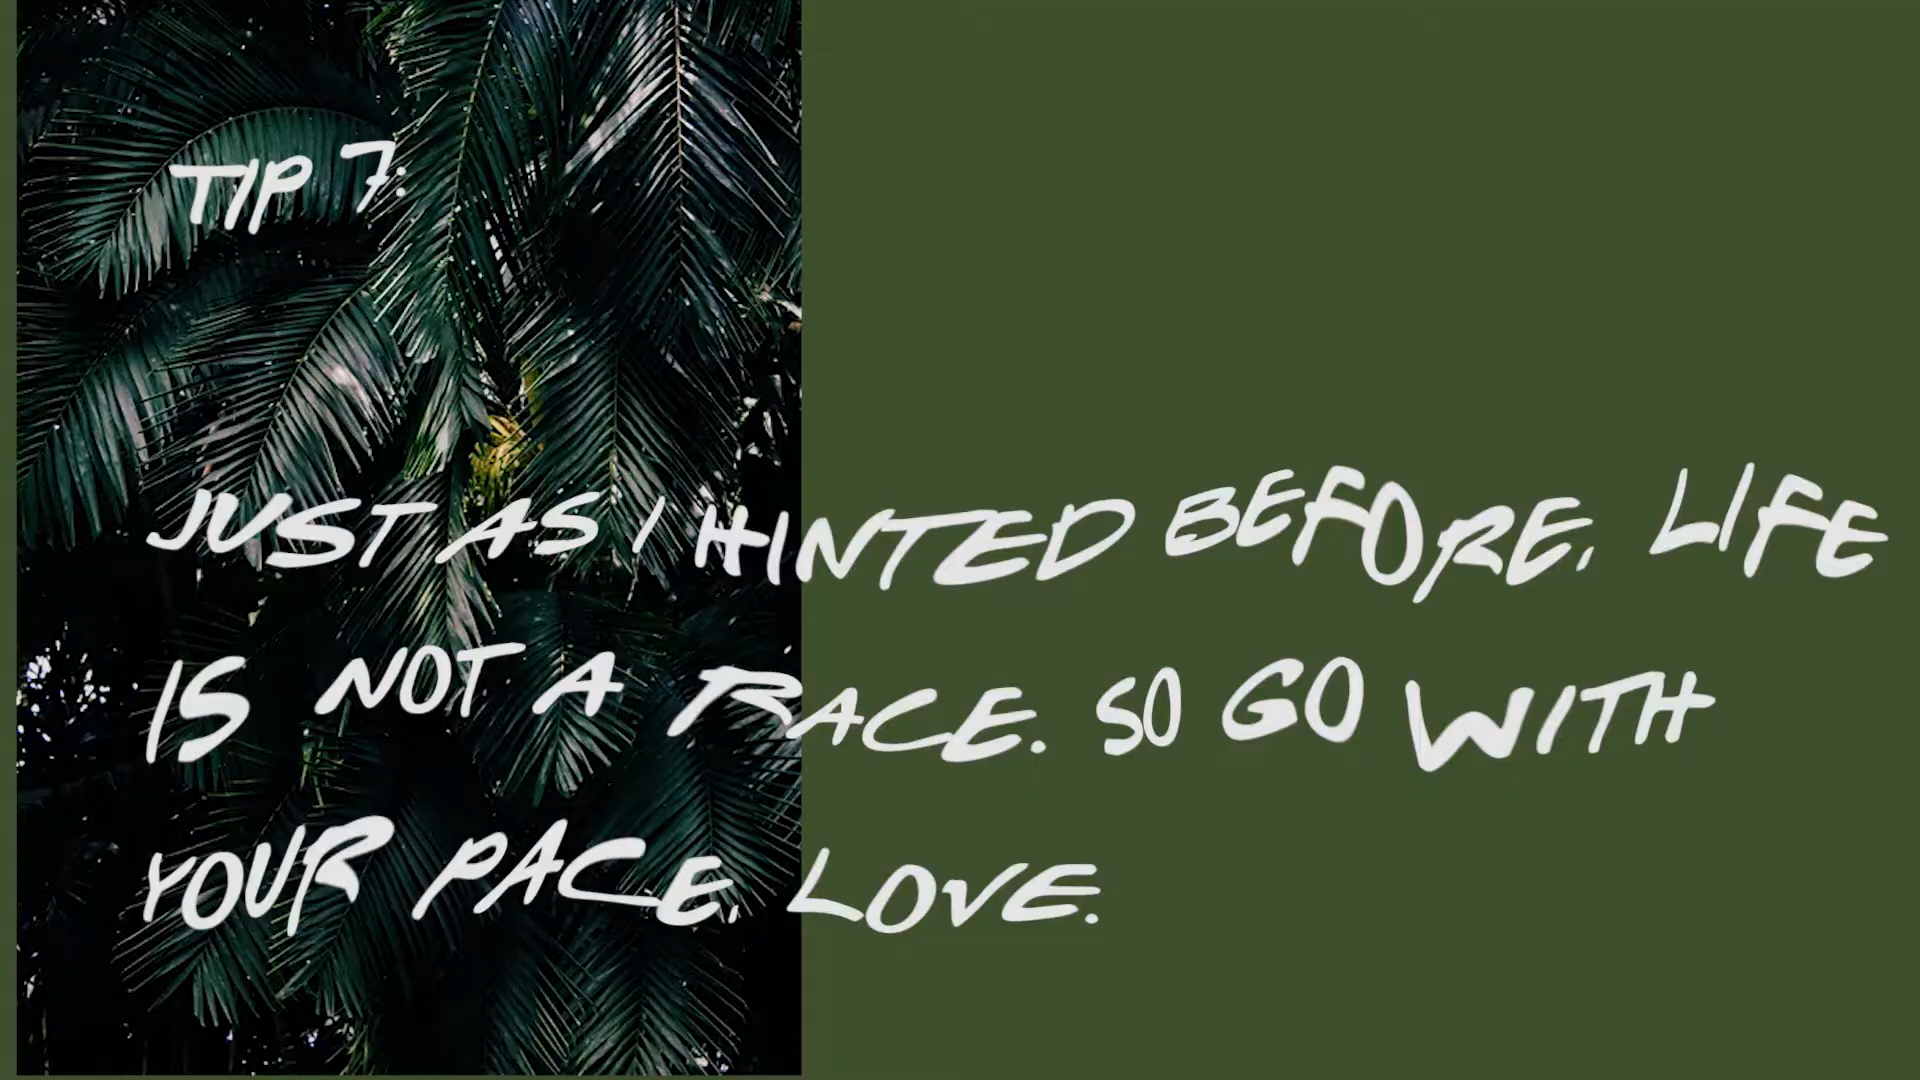 TIP 7:
JUST AS I HINTED BEFORE, LIFE
IS NOT A RACE. SO GO WITH
YOUR PACE, LOVE.